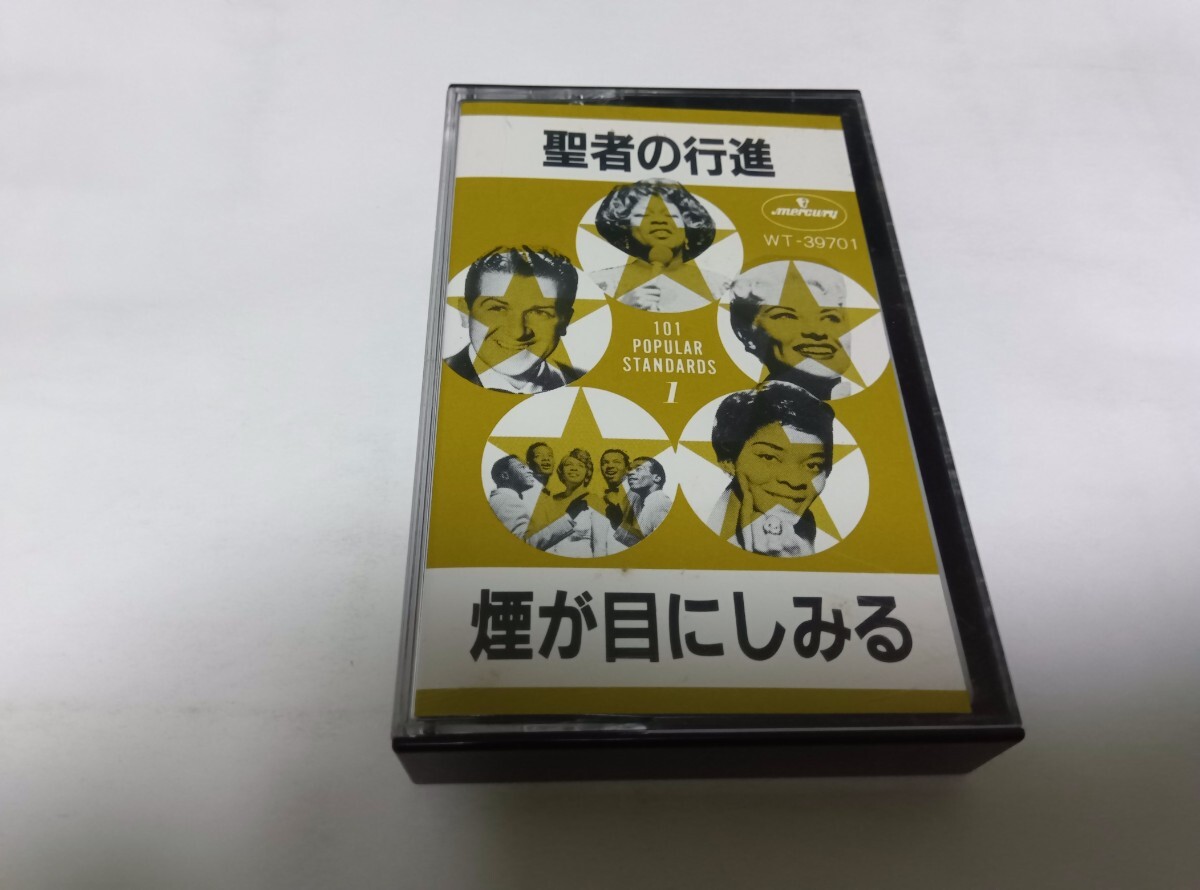 聖者の行進
mercury
WT-39701
101
POPULAR
STANDARDS
1
煙が目にしみる